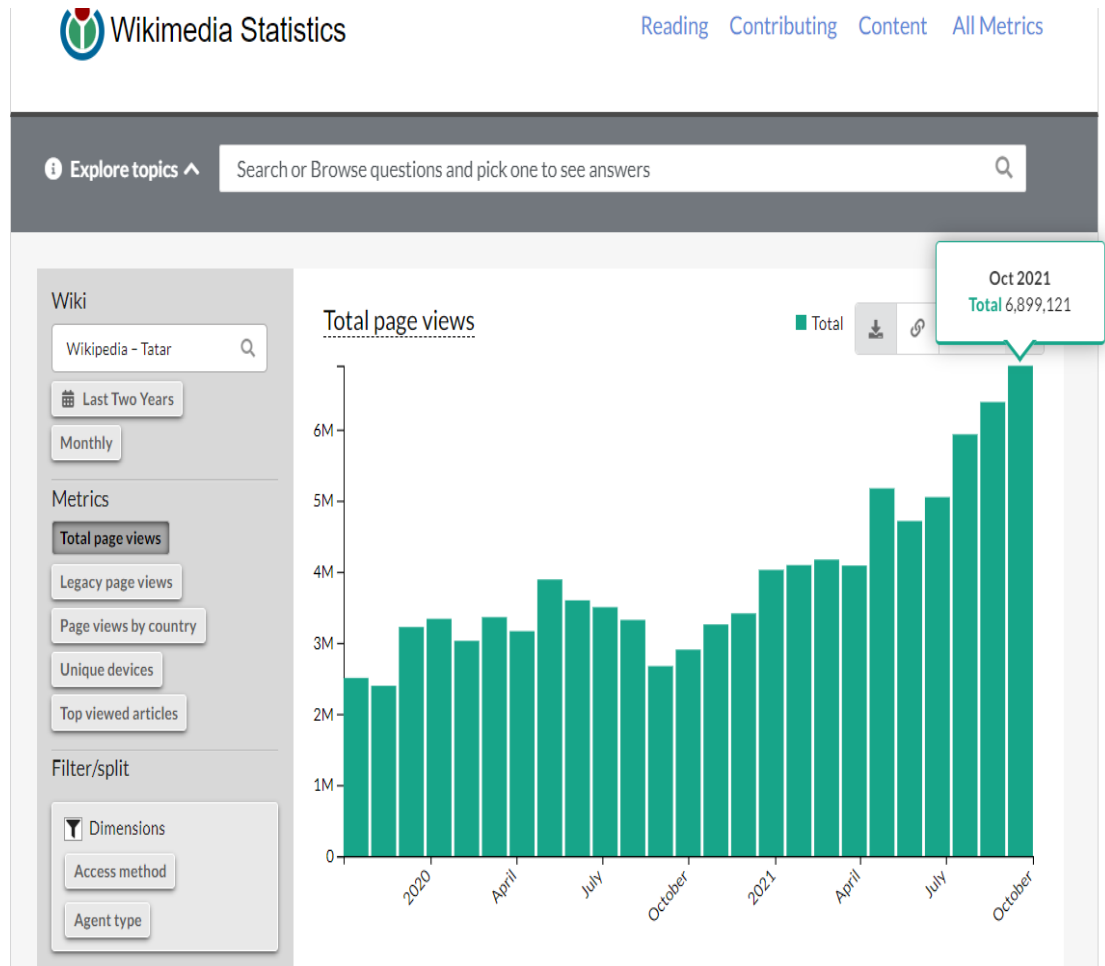 Wikimedia Statistics
Reading Contributing Content All Metrics
Explore topics
Search or Browse questions and pick one to see answers
Wiki
Wikipedia – Tatar
Last Two Years
Monthly
Metrics
Total page views
Legacy page views
Page views by country
Unique devices
Top viewed articles
Filter/split
Dimensions
Access method
Agent type
Total page views
Total
Oct 2021
Total 6,899,121
6M
5M
4M
3M
2M
1M
0
2020 April July October 2021 April July October